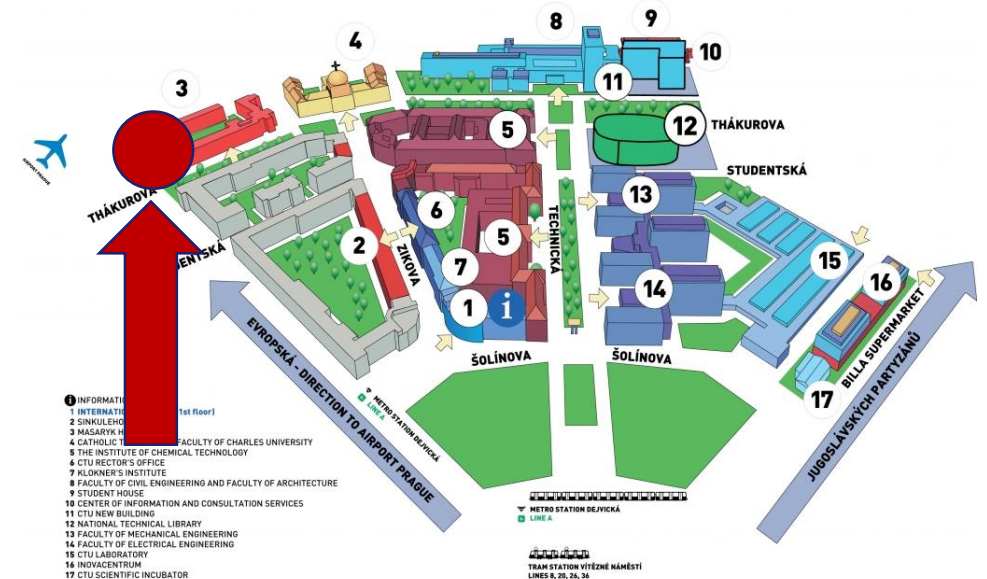 8
9
4
10
3
11
5
12
THÁKUROVA
AIRPORT PRAGUE
STUDENTSKÁ
13
THÁKUROVA
6
TECHNICKÁ
2
ZIKOVA
5
15
7
14
16
1
i
BILLA SUPERMARKET
EVROPSKÁ - DIRECTION TO AIRPORT PRAGUE
ŠOLÍNOVA
ŠOLÍNOVA
17
JUGOSLÁVSKÝCH PARTYZÁNŮ
METRO STATION DEJVICKÁ
LINE A
i
1 1st floor]
2
3 MASARYK
4 CATHOLIC FACULTY OF CHARLES UNIVERSITY
5 THE INSTITUTE OF CHEMICAL TECHNOLOGY
6 CTU RECTOR'S OFFICE
7 KLOKNER'S INSTITUTE
8 FACULTY OF CIVIL ENGINEERING AND FACULTY OF ARCHITECTURE
9 STUDENT HOUSE
10 CENTER OF INFORMATION AND CONSULTATION SERVICES
11 CTU NEW BUILDING
12 NATIONAL TECHNICAL LIBRARY
13 FACULTY OF MECHANICAL ENGINEERING
14 FACULTY OF ELECTRICAL ENGINEERING
15 CTU LABORATORY
16 INOVACENTRUM
17 CTU SCIENTIFIC INCUBATOR
METRO STATION DEJVICKÁ
LINE A
TRAM STATION VÍTĚZNÉ NÁMĚSTÍ
LINES 8, 20, 26, 36